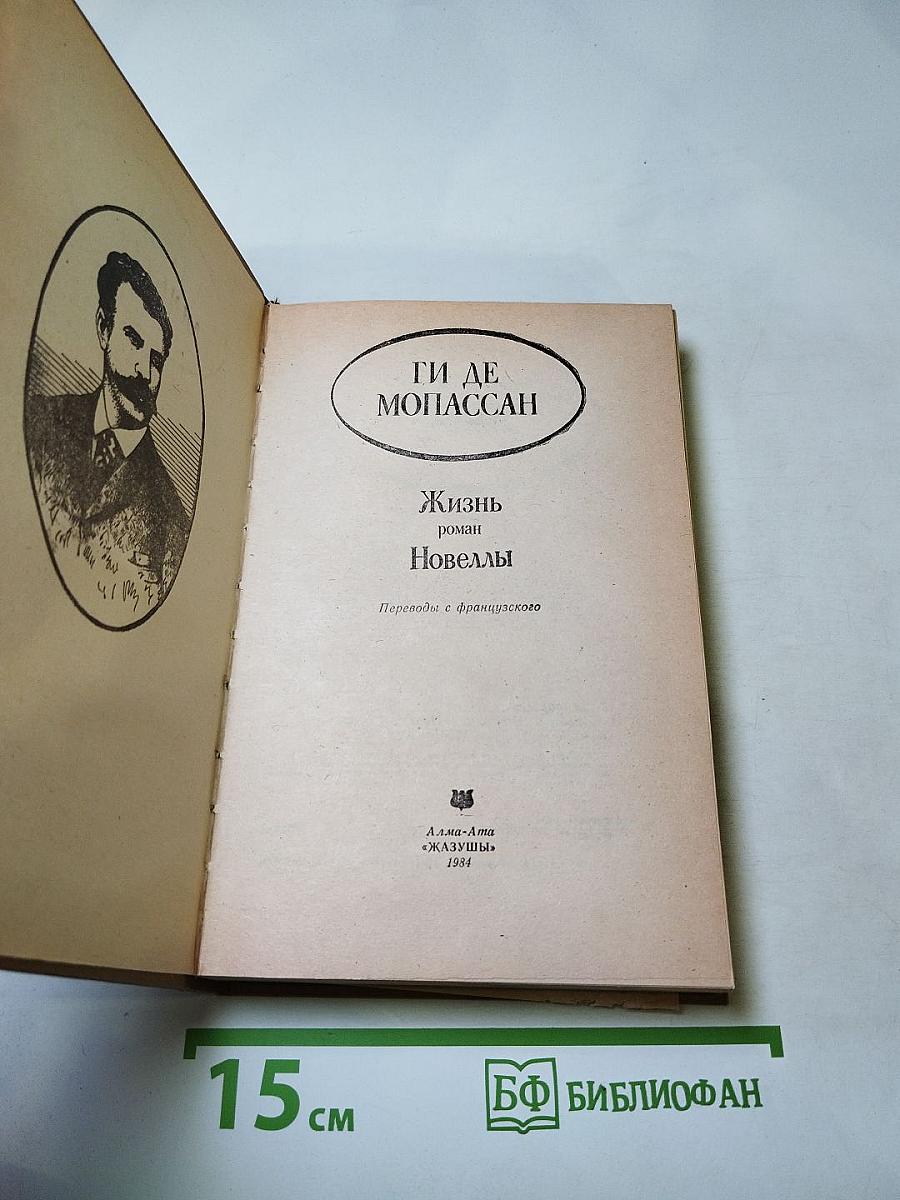 ГИ ДЕ
МОПАССАН
Жизнь
роман
Новеллы
Переводы с французского
Алма-Ата
«ЖАЗУШЫ»
1984
15 см
БФ БИБЛИОФАН